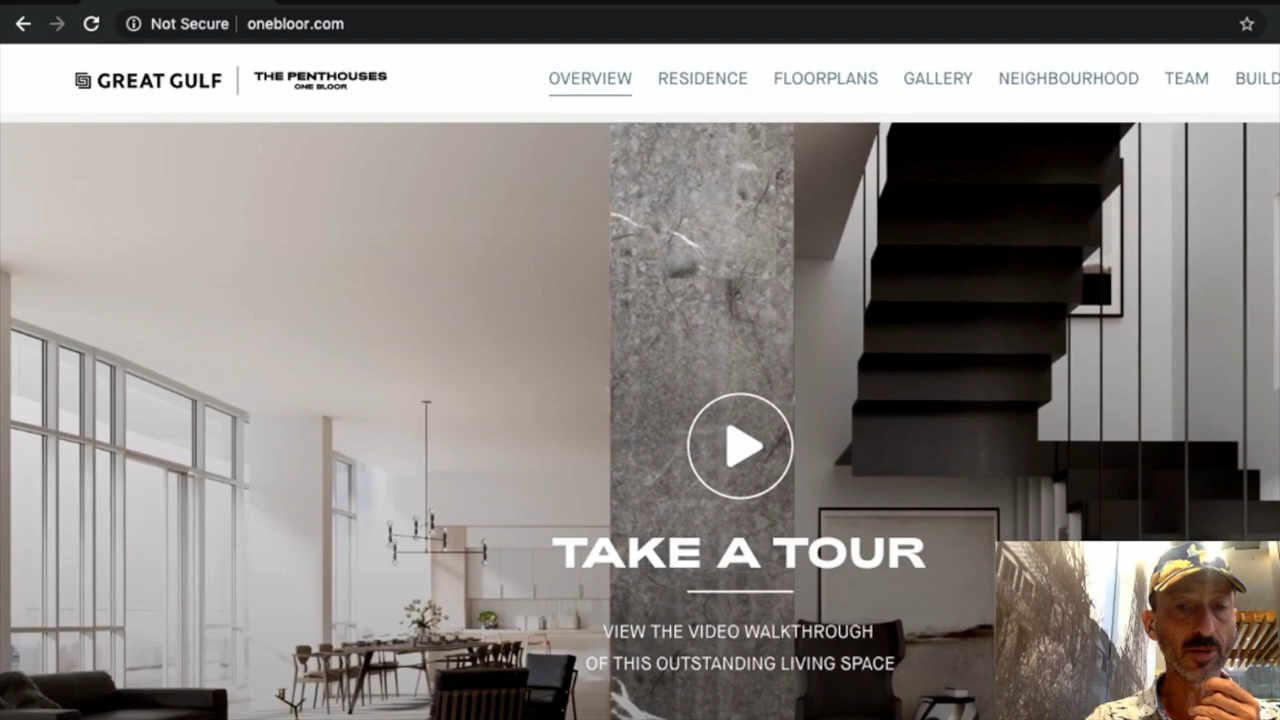 Not Secure
onebloor.com
GREAT GULF
THE PENTHOUSES
ONE BLOOR
OVERVIEW
RESIDENCE
FLOORPLANS
GALLERY
NEIGHBOURHOOD
TEAM
BUILD
TAKE A TOUR
VIEW THE VIDEO WALKTHROUGH
OF THIS OUTSTANDING LIVING SPACE